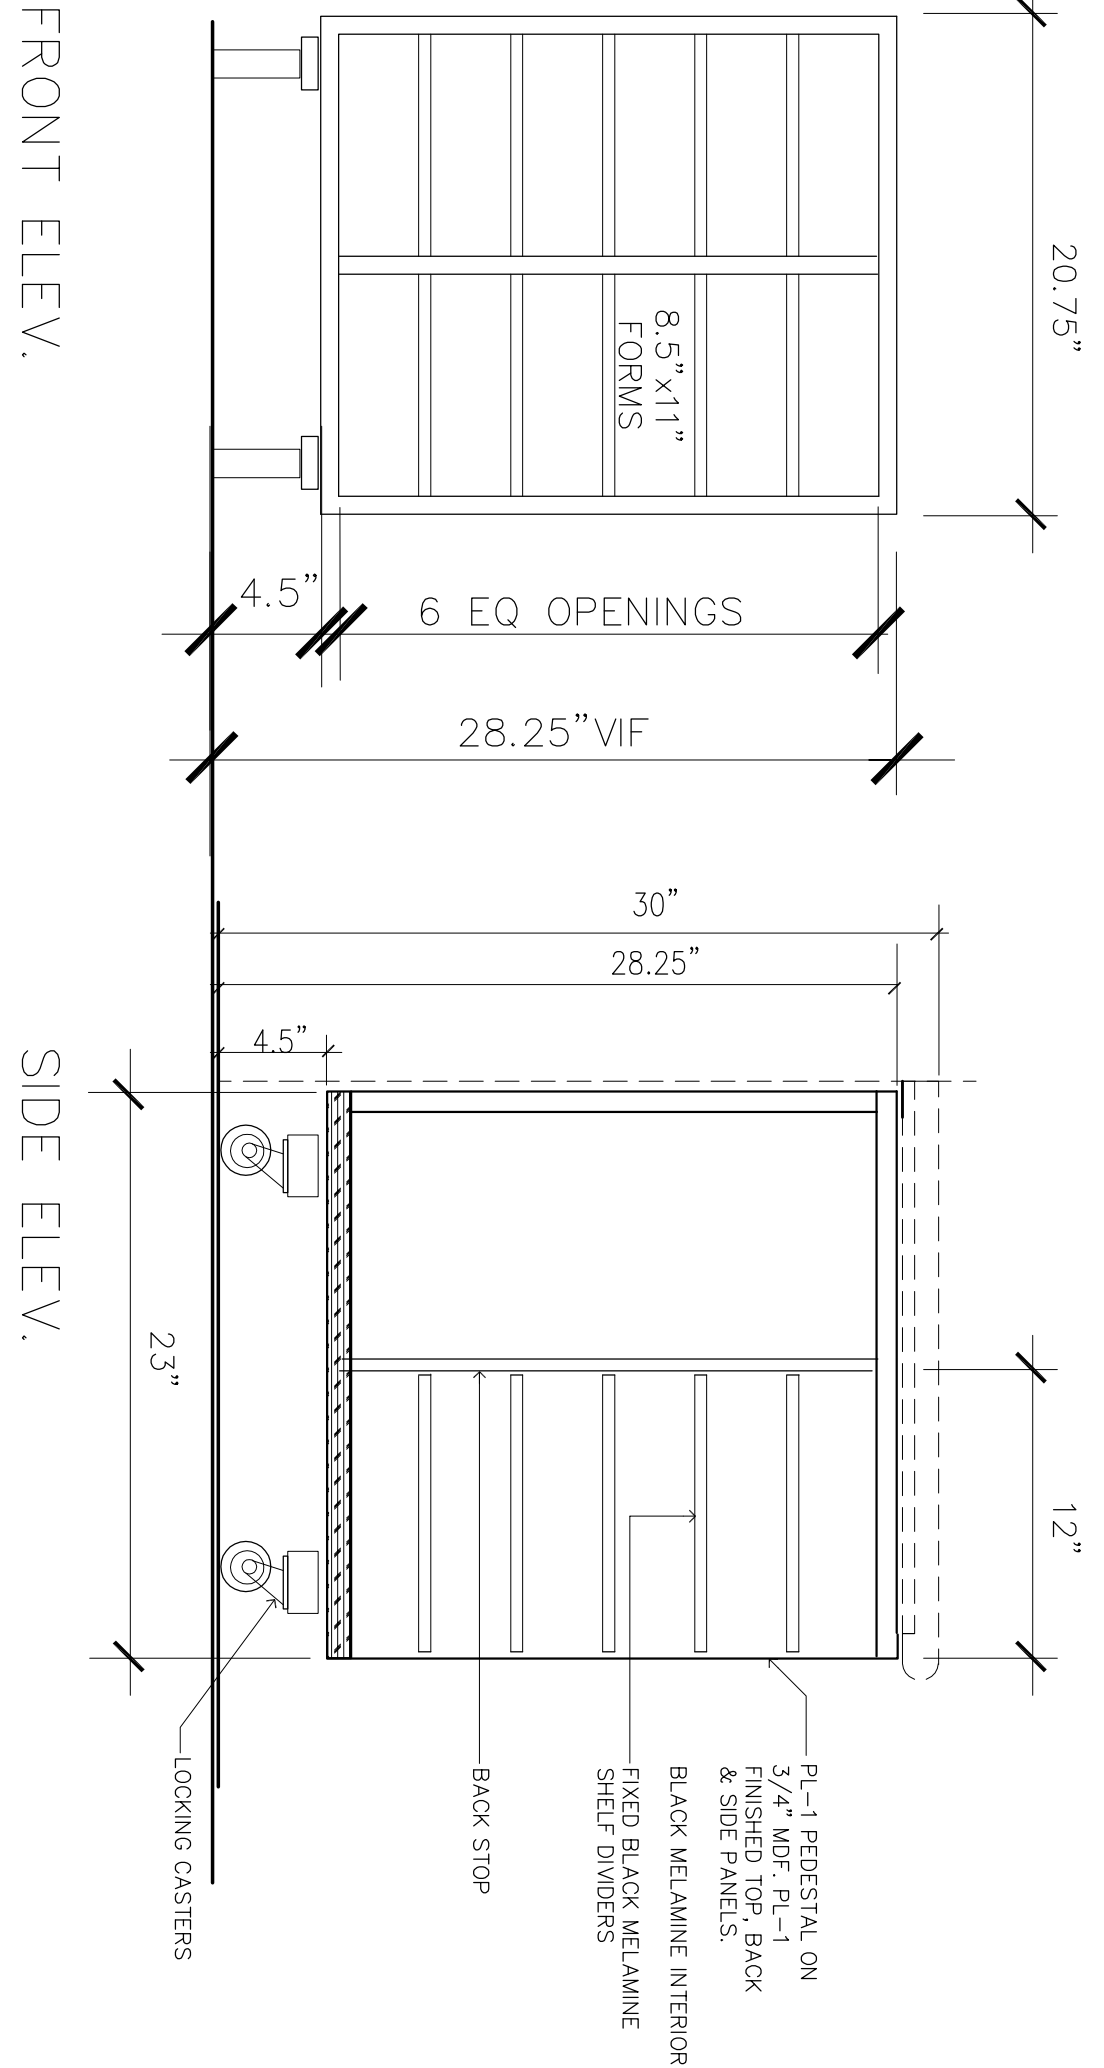 20.75”
8.5”x11”
FORMS
4.5”
6 EQ OPENINGS
28.25”VIF
FRONT ELEV.
30”
28.25”
4.5”
12”
23”
PL–1 PEDESTAL ON
3/4” MDF. PL–1
FINISHED TOP, BACK
& SIDE PANELS.
BLACK MELAMINE INTERIOR
FIXED BLACK MELAMINE
SHELF DIVIDERS
BACK STOP
LOCKING CASTERS
SIDE ELEV.